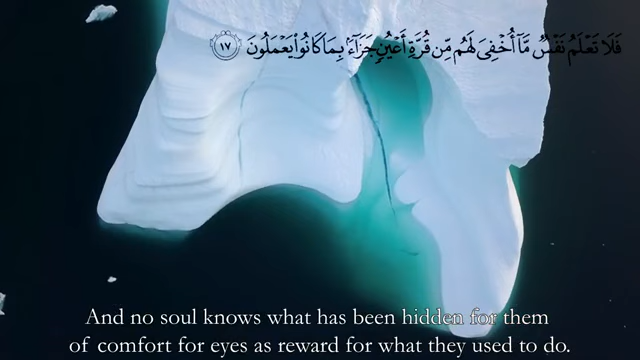 فَلَا تَعْلَمُ نَفْسٌ مَّآ أُخْفِىَ لَهُم مِّن قُرَّةِ أَعْيُنٍ جَزَآءًۢ بِمَا كَانُوا۟ يَعْمَلُونَ ١٧
And no soul knows what has been hidden for them
of comfort for eyes as reward for what they used to do.